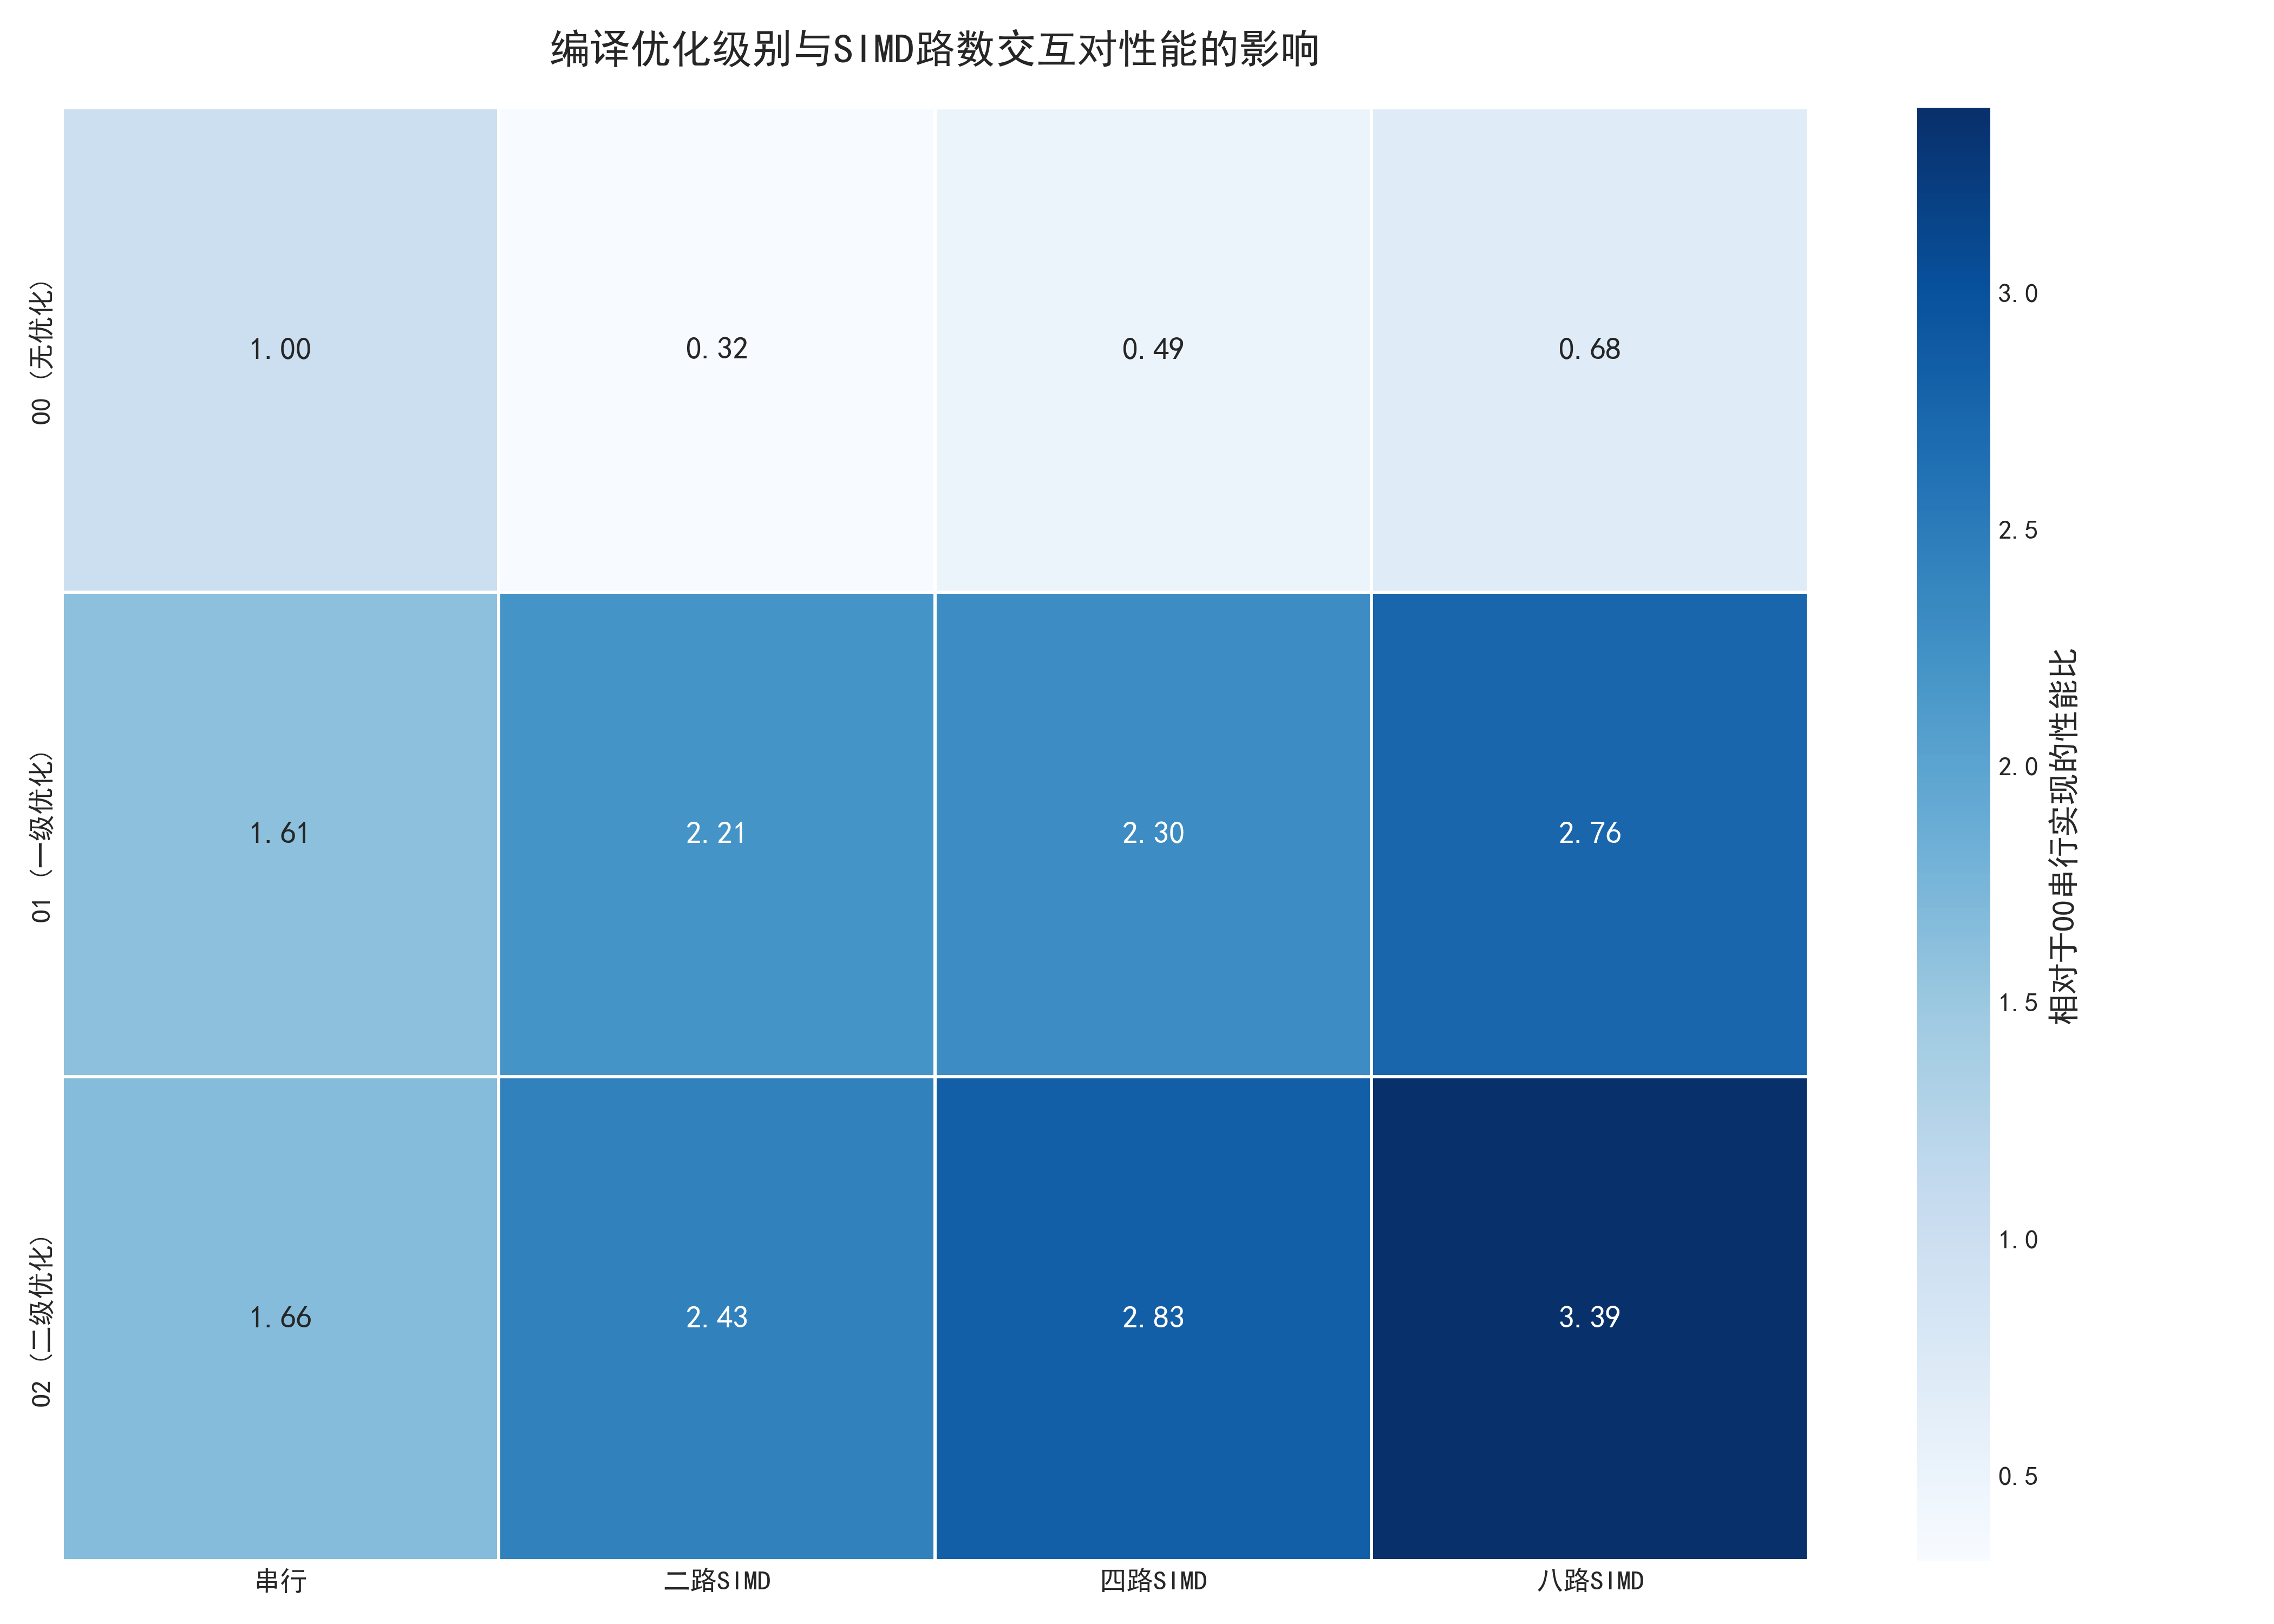 编译优化级别与SIMD路数交互对性能的影响
O0 (无优化)
1.00
0.32
0.49
0.68
O1 (一级优化)
1.61
2.21
2.30
2.76
O2 (二级优化)
1.66
2.43
2.83
3.39
串行
二路SIMD
四路SIMD
八路SIMD
3.0
2.5
2.0
1.5
1.0
0.5
相对于O0串行实现的性能比